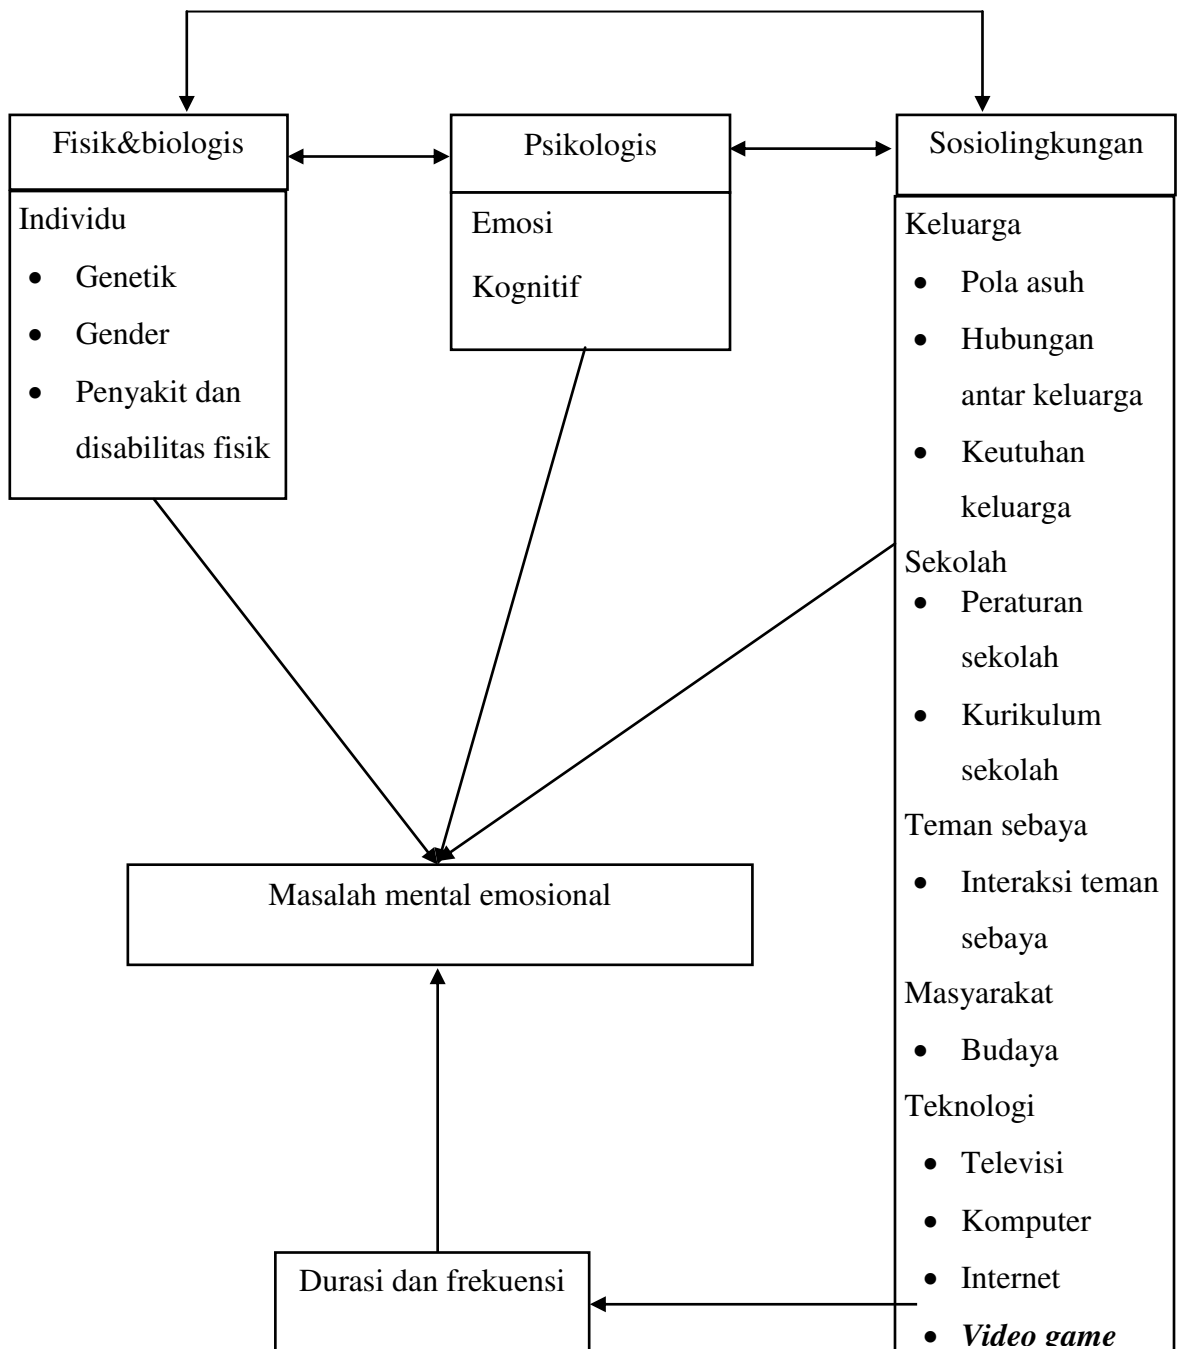 Fisik&biologis
Individu
• Genetik
• Gender
• Penyakit dan
disabilitas fisik
Psikologis
Emosi
Kognitif
Sosiolingkungan
Keluarga
• Pola asuh
• Hubungan
antar keluarga
• Keutuhan
keluarga
Sekolah
• Peraturan
sekolah
• Kurikulum
sekolah
Teman sebaya
• Interaksi teman
sebaya
Masyarakat
• Budaya
Teknologi
• Televisi
• Komputer
• Internet
• Video game
Masalah mental emosional
Durasi dan frekuensi